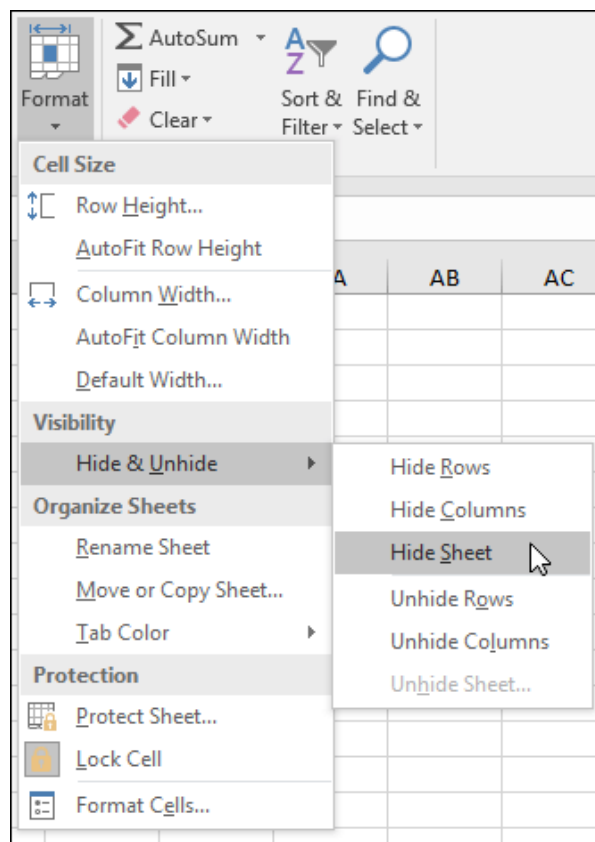 AutoSum
Fill
Clear
Format
Sort & Filter
Find & Select
Cell Size
Row Height...
AutoFit Row Height
Column Width...
AutoFit Column Width
Default Width...
Visibility
Hide & Unhide
Organize Sheets
Rename Sheet
Move or Copy Sheet...
Tab Color
Protection
Protect Sheet...
Lock Cell
Format Cells...
A
AB
AC
Hide Rows
Hide Columns
Hide Sheet
Unhide Rows
Unhide Columns
Unhide Sheet...